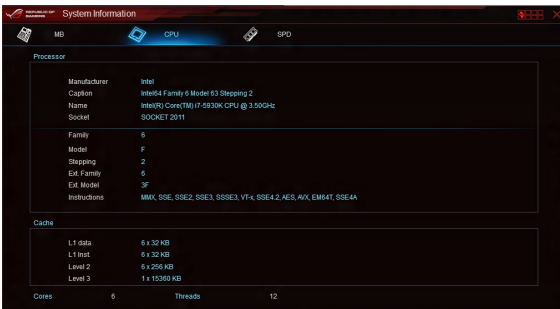 REPUBLIC OF GAMERS System Information
MB CPU SPD
Processor
Manufacturer Intel
Caption Intel64 Family 6 Model 63 Stepping 2
Name Intel(R) Core(TM) i7-5930K CPU @ 3.50GHz
Socket SOCKET 2011
Family 6
Model F
Stepping 2
Ext. Family 6
Ext. Model 3F
Instructions MMX, SSE, SSE2, SSE3, SSSE3, VT-x, SSE4.2, AES, AVX, EM64T, SSE4A
Cache
L1 data 6 x 32 KB
L1 Inst. 6 x 32 KB
Level 2 6 x 256 KB
Level 3 1 x 15360 KB
Cores 6 Threads 12